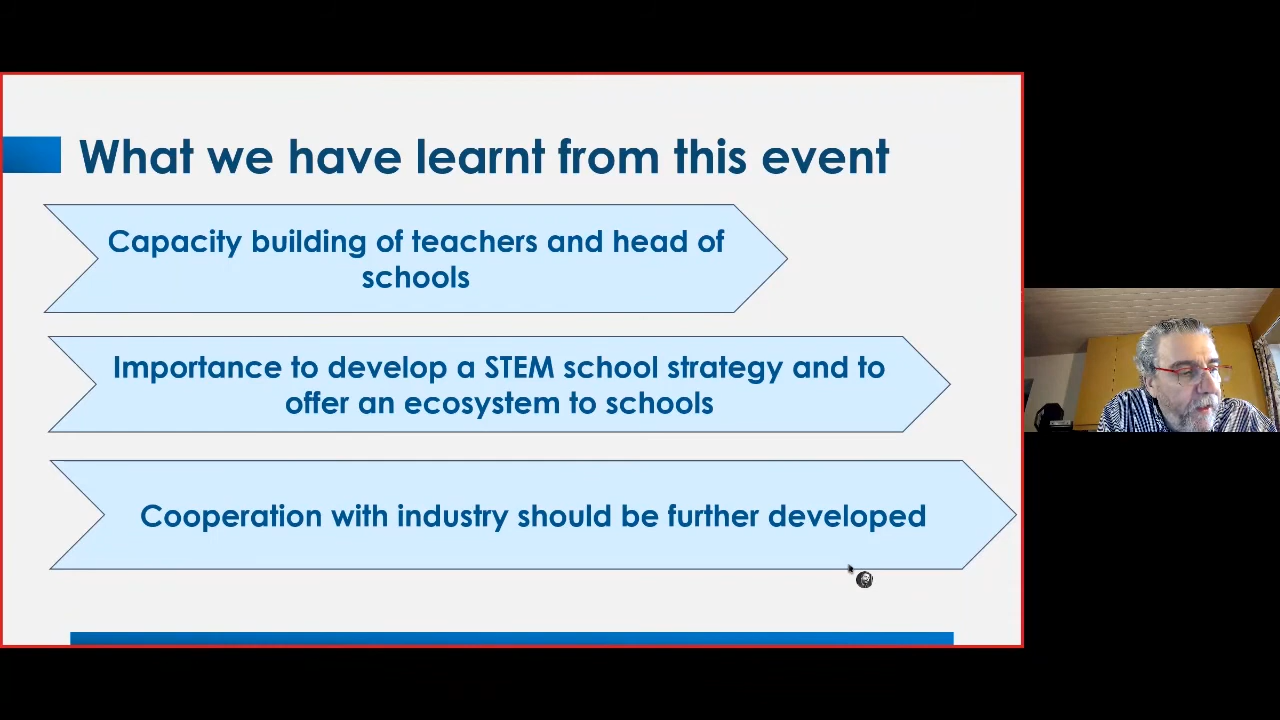 What we have learnt from this event
Capacity building of teachers and head of
schools
Importance to develop a STEM school strategy and to
offer an ecosystem to schools
Cooperation with industry should be further developed